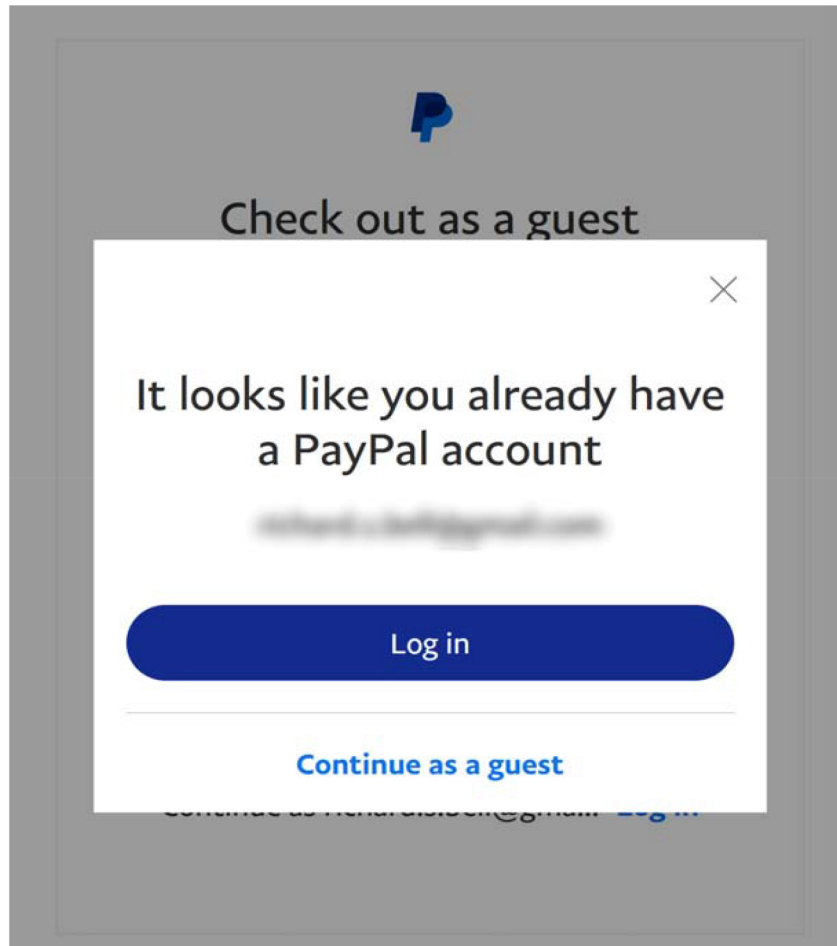 Check out as a guest
It looks like you already have
a PayPal account
Log in
Continue as a guest